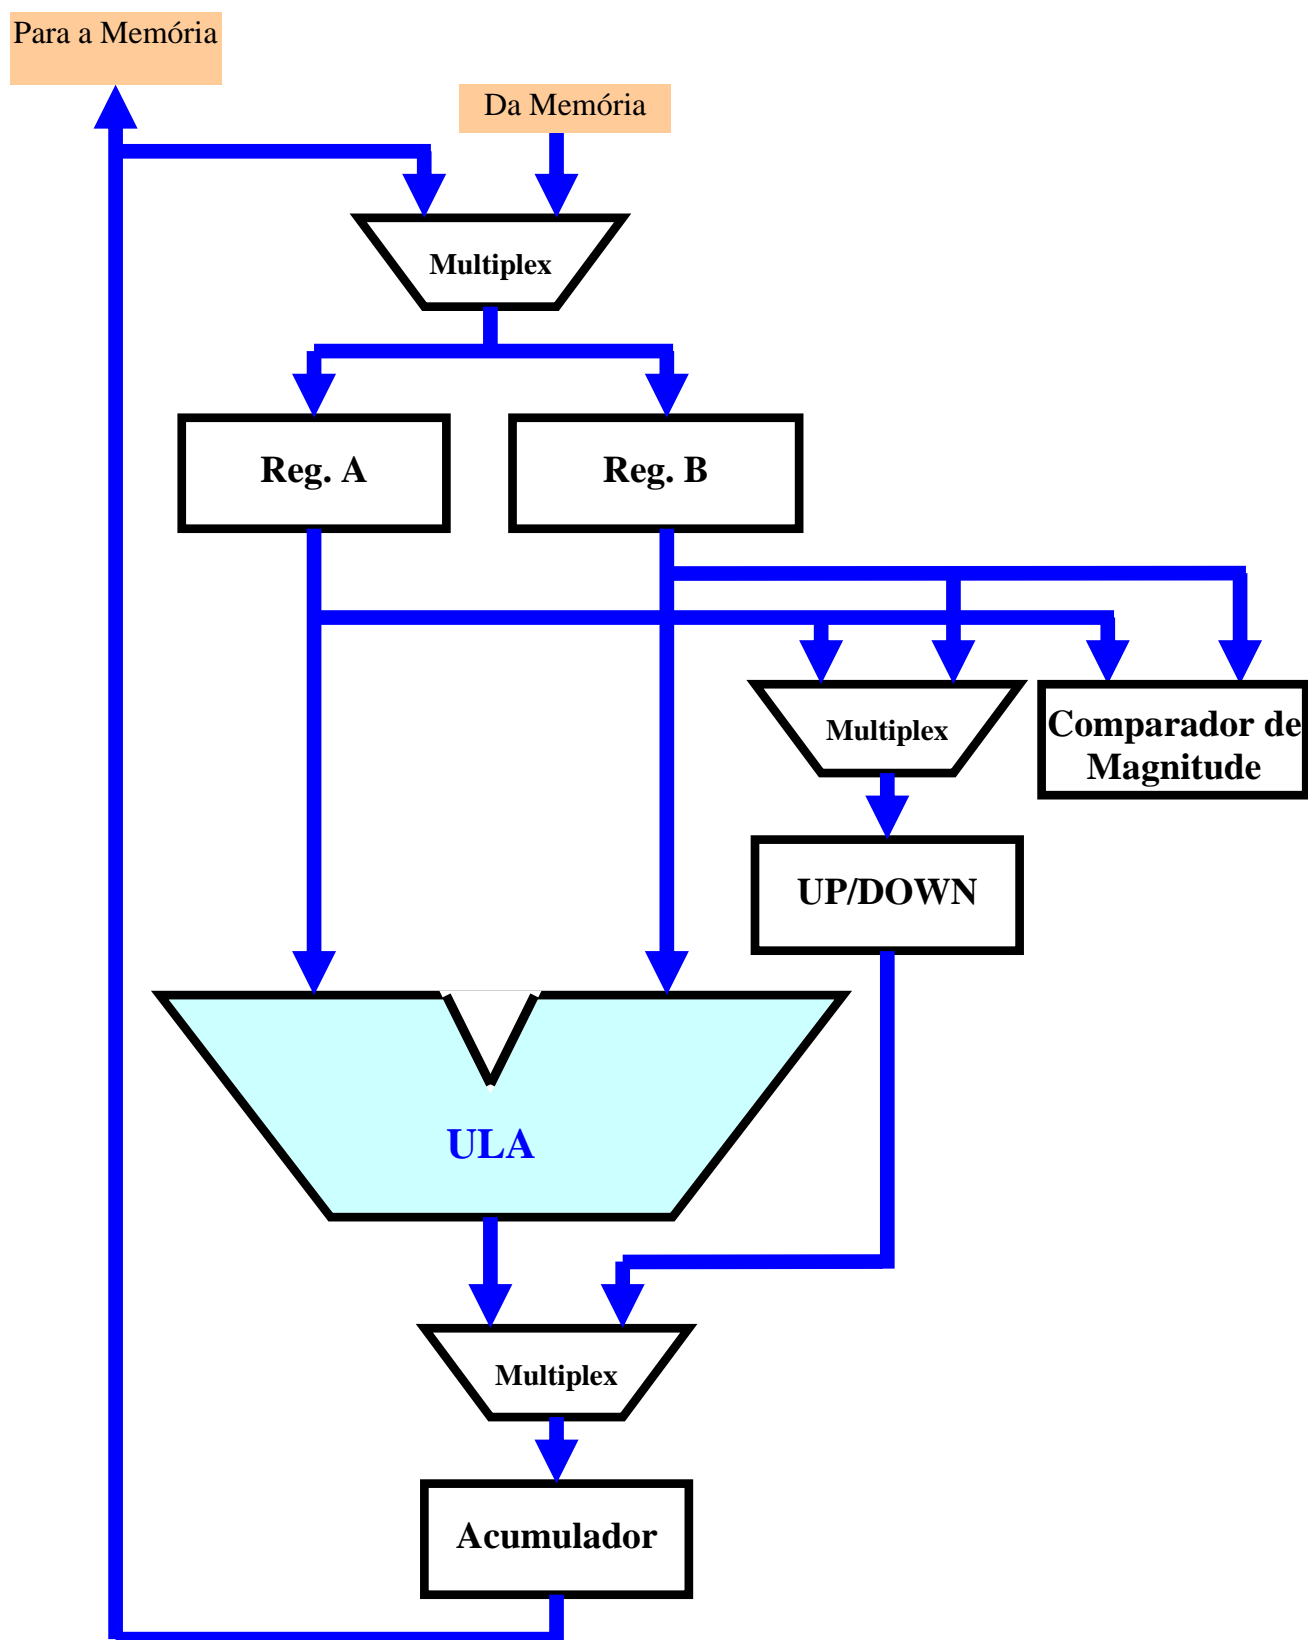 Para a Memória
Da Memória
Multiplex
Reg. A
Reg. B
Multiplex
Comparador de
Magnitude
UP/DOWN
ULA
Multiplex
Acumulador